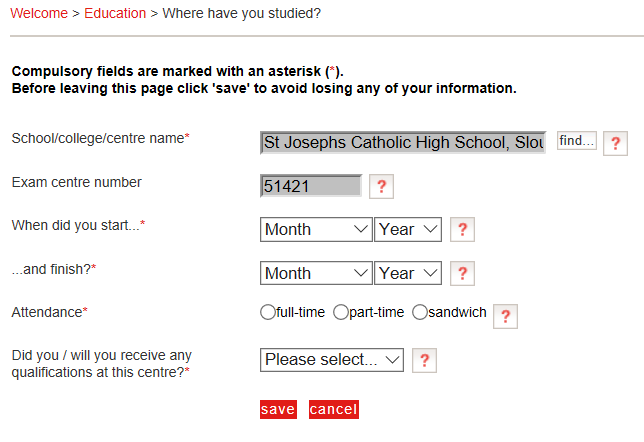 Welcome > Education > Where have you studied?
Compulsory fields are marked with an asterisk (*).
Before leaving this page click 'save' to avoid losing any of your information.
School/college/centre name* St Josephs Catholic High School, Slou find... ?
Exam centre number 51421 ?
When did you start...* Month Year ?
...and finish?* Month Year ?
Attendance* full-time part-time sandwich ?
Did you / will you receive any
qualifications at this centre?* Please select... ?
save cancel